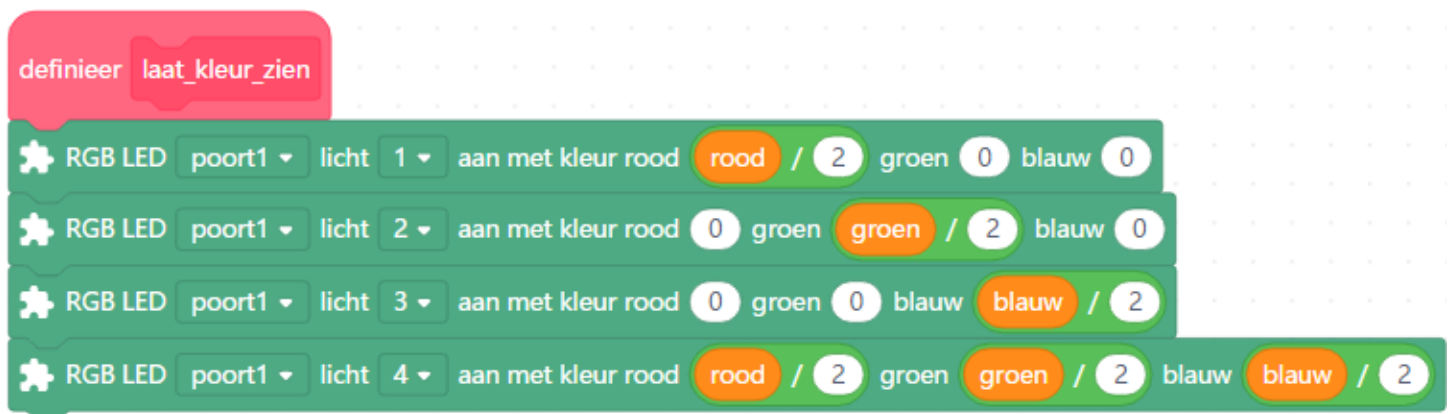 definieer laat_kleur_zien
RGB LED poort1 licht 1 aan met kleur rood rood / 2 groen 0 blauw 0
RGB LED poort1 licht 2 aan met kleur rood 0 groen groen / 2 blauw 0
RGB LED poort1 licht 3 aan met kleur rood 0 groen 0 blauw blauw / 2
RGB LED poort1 licht 4 aan met kleur rood rood / 2 groen groen / 2 blauw blauw / 2